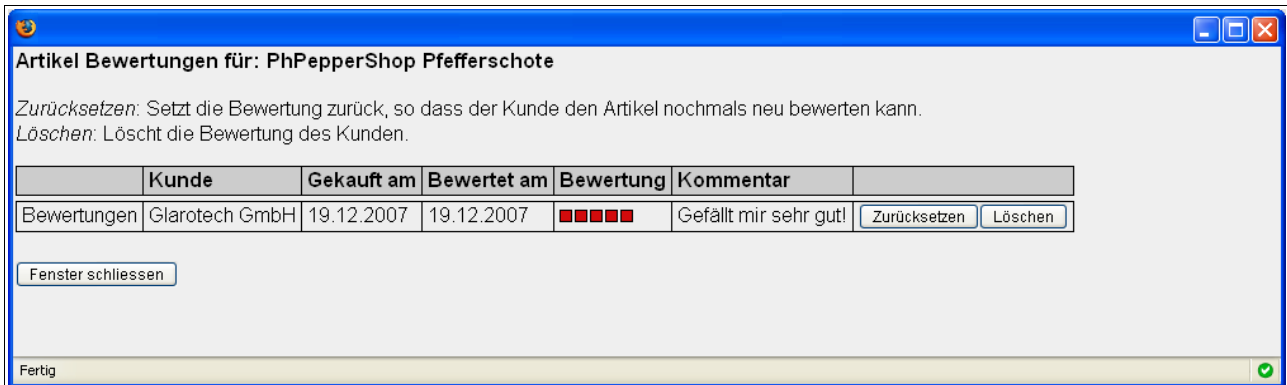 Artikel Bewertungen für: PhPepperShop Pfefferschote
Zurücksetzen: Setzt die Bewertung zurück, so dass der Kunde den Artikel nochmals neu bewerten kann.
Löschen: Löscht die Bewertung des Kunden.
Kunde Gekauft am Bewertet am Bewertung Kommentar
Bewertungen Glarotech GmbH 19.12.2007 19.12.2007 Gefällt mir sehr gut! Zurücksetzen Löschen
Fenster schliessen
Fertig